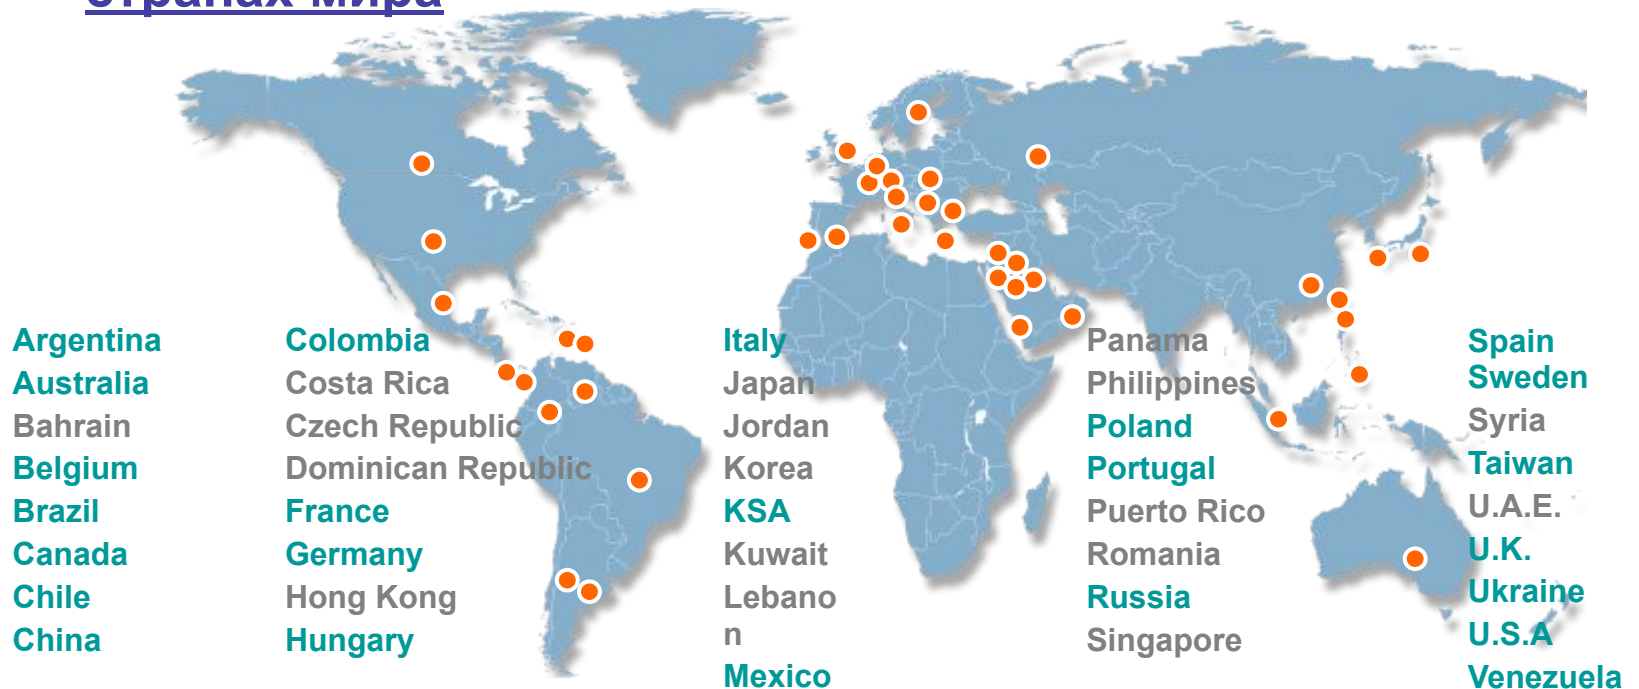 странах мира
Argentina
Australia
Bahrain
Belgium
Brazil
Canada
Chile
China
Colombia
Costa Rica
Czech Republic
Dominican Republic
France
Germany
Hong Kong
Hungary
Italy
Japan
Jordan
Korea
KSA
Kuwait
Lebano
n
Mexico
Panama
Philippines
Poland
Portugal
Puerto Rico
Romania
Russia
Singapore
Spain
Sweden
Syria
Taiwan
U.A.E.
U.K.
Ukraine
U.S.A
Venezuela